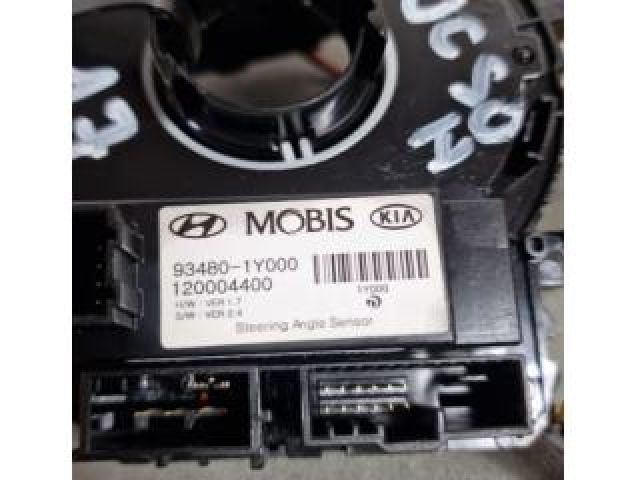 MOBIS KIA
93480-1Y000
120004400
H/W : VER 1.7
S/W : VER 2.4
1Y000
Steering Angle Sensor